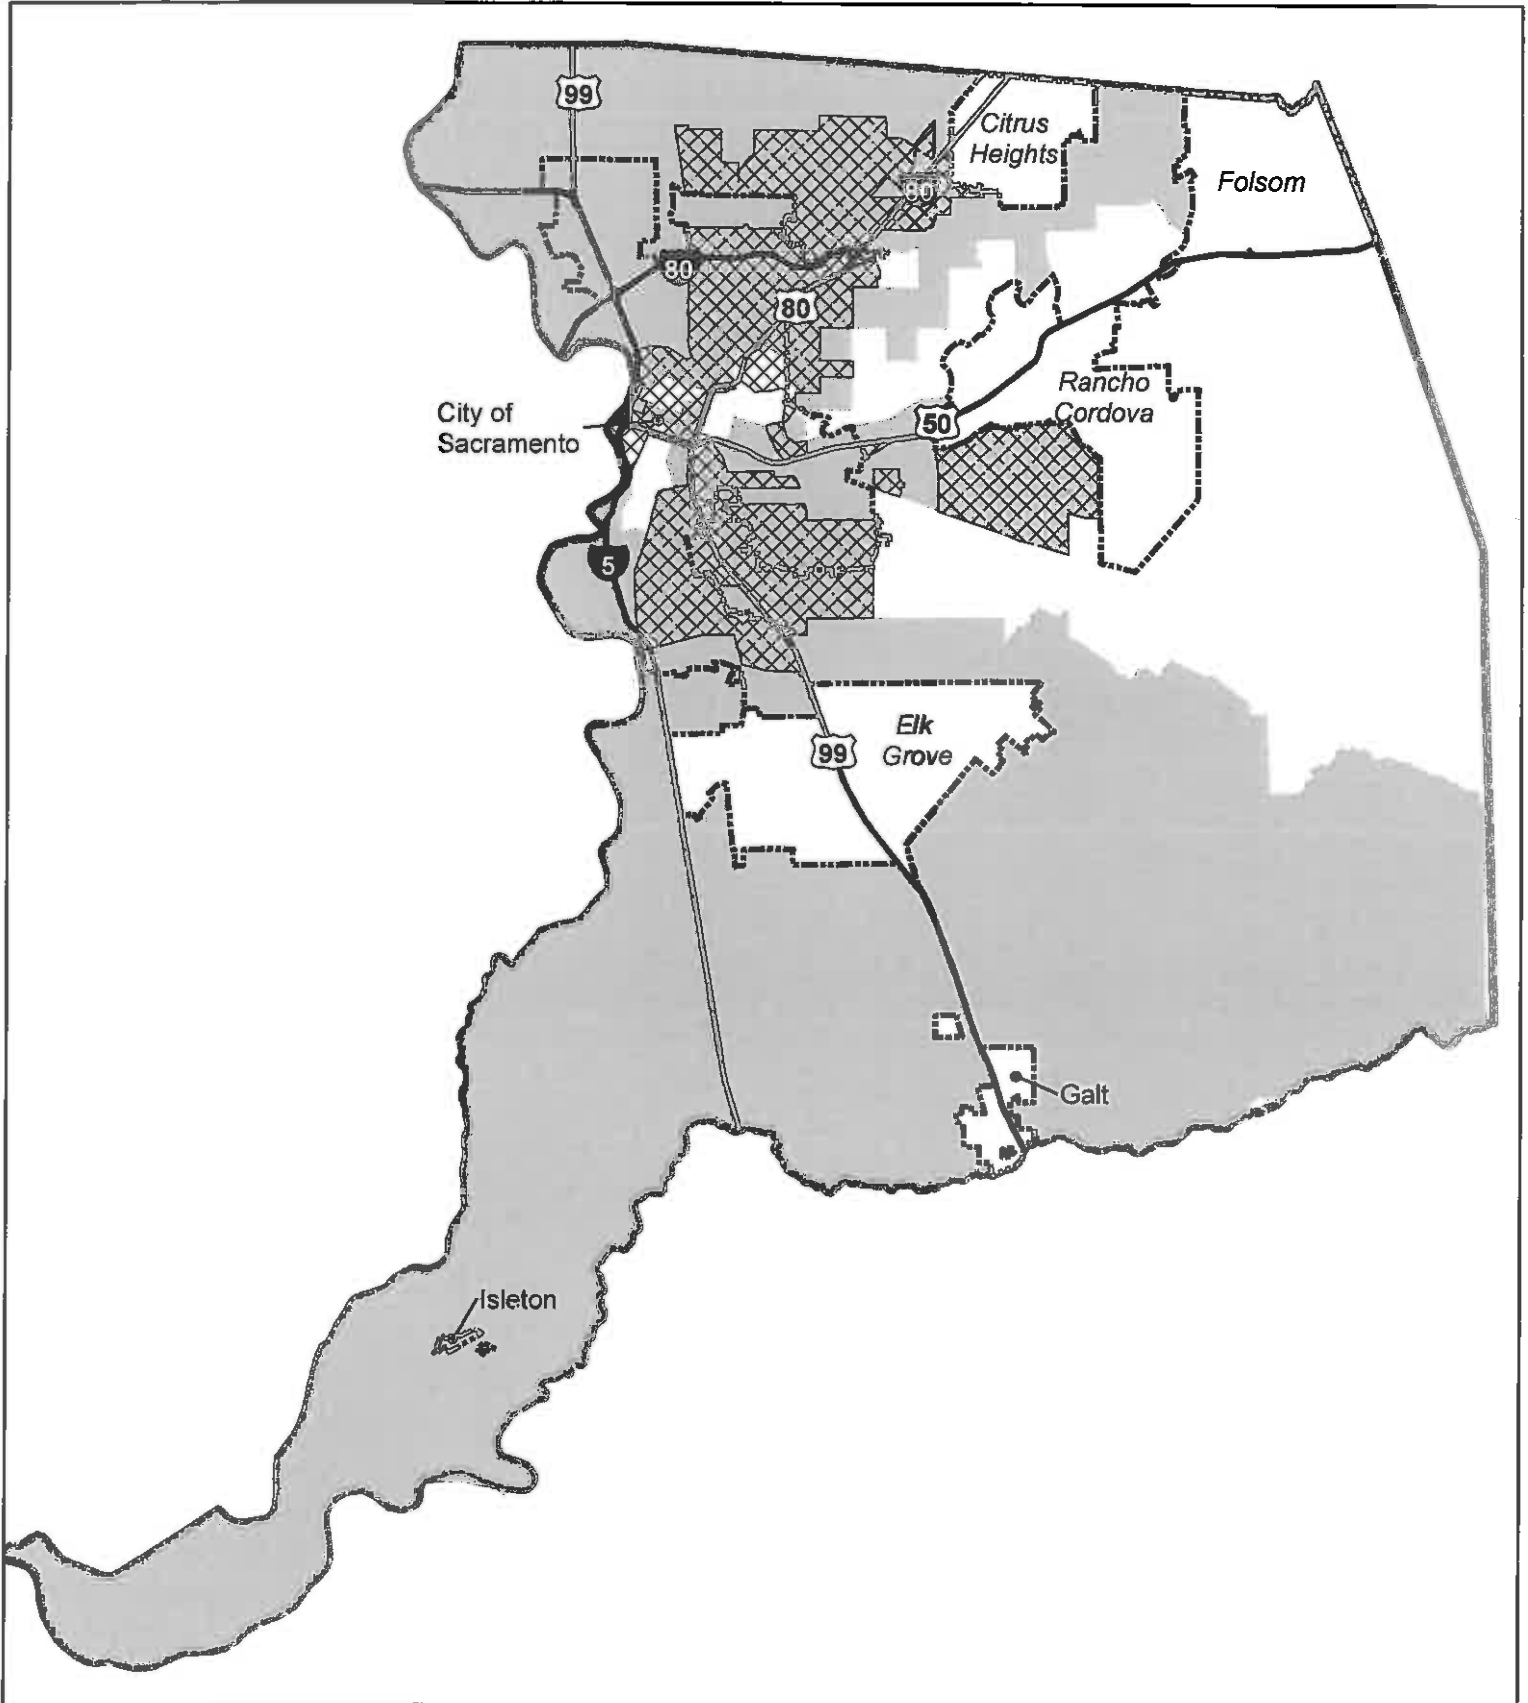 99
Citrus
Heights
Folsom
80
80
80
City of
Sacramento
50
Rancho
Cordova
5
Elk
Grove
99
Galt
Isleton